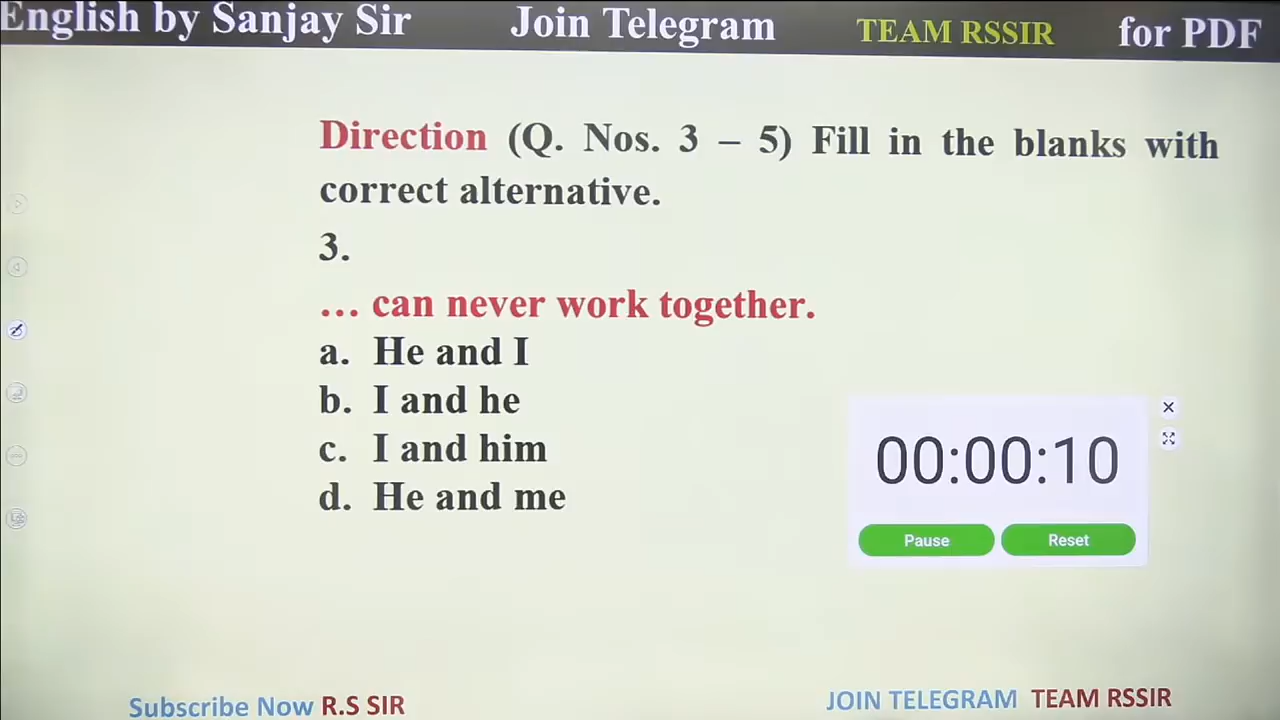 English by Sanjay Sir Join Telegram TEAM RSSIR for PDF
Direction (Q. Nos. 3 – 5) Fill in the blanks with
correct alternative.
3.
... can never work together.
a. He and I
b. I and he
c. I and him
d. He and me
00:00:10
Pause Reset
Subscribe Now R.S SIR JOIN TELEGRAM TEAM RSSIR